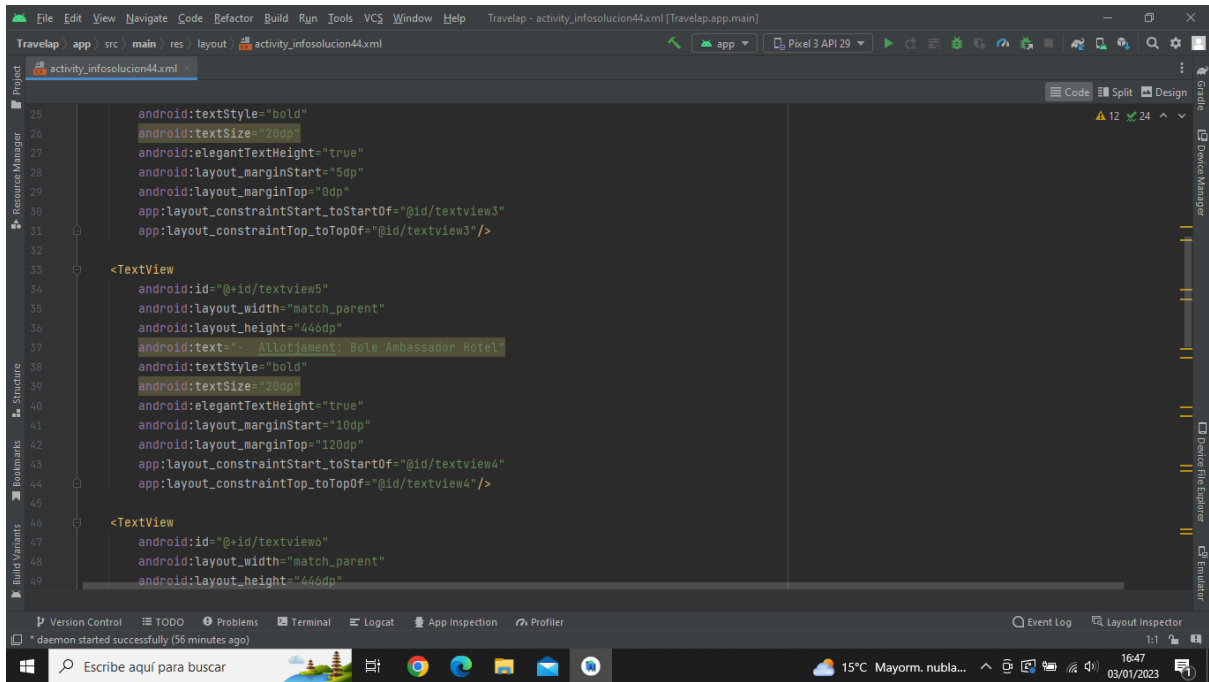 File Edit View Navigate Code Refactor Build Run Tools VCS Window Help Travelap - activity_infosolucion44.xml [Travelap.app.main]
Travelap app src main res layout activity_infosolucion44.xml app Pixel 3 API 29
activity_infosolucion44.xml
Code Split Design
12 24
25 android:textStyle="bold"
26 android:textSize="20dp"
27 android:elegantTextHeight="true"
28 android:layout_marginStart="5dp"
29 android:layout_marginTop="0dp"
30 app:layout_constraintStart_toStartOf="@id/textview3"
31 app:layout_constraintTop_toTopOf="@id/textview3"/>
32
33 <TextView
34 android:id="@+id/textview5"
35 android:layout_width="match_parent"
36 android:layout_height="446dp"
37 android:text="-  Allotjament: Bole Ambassador Hotel"
38 android:textStyle="bold"
39 android:textSize="20dp"
40 android:elegantTextHeight="true"
41 android:layout_marginStart="10dp"
42 android:layout_marginTop="120dp"
43 app:layout_constraintStart_toStartOf="@id/textview4"
44 app:layout_constraintTop_toTopOf="@id/textview4"/>
45
46 <TextView
47 android:id="@+id/textview6"
48 android:layout_width="match_parent"
49 android:layout_height="446dp"
Project
Resource Manager
Structure
Bookmarks
Build Variants
Gradle
Device Manager
Device File Explorer
Emulator
Version Control TODO Problems Terminal Logcat App Inspection Profiler Event Log Layout Inspector
* daemon started successfully (56 minutes ago) 1:1
Escribe aquí para buscar 15°C Mayorm. nubla... 16:47
03/01/2023
1